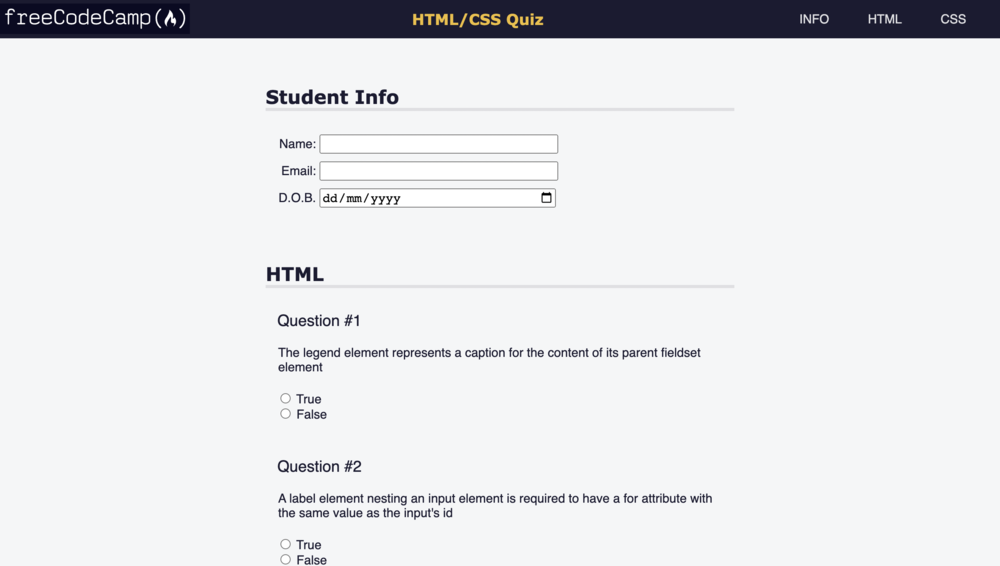 freeCodeCamp(🔥)
HTML/CSS Quiz
INFO
HTML
CSS
Student Info
Name:
Email:
D.O.B.
dd/mm/yyyy
HTML
Question #1
The legend element represents a caption for the content of its parent fieldset
element
True
False
Question #2
A label element nesting an input element is required to have a for attribute with
the same value as the input's id
True
False